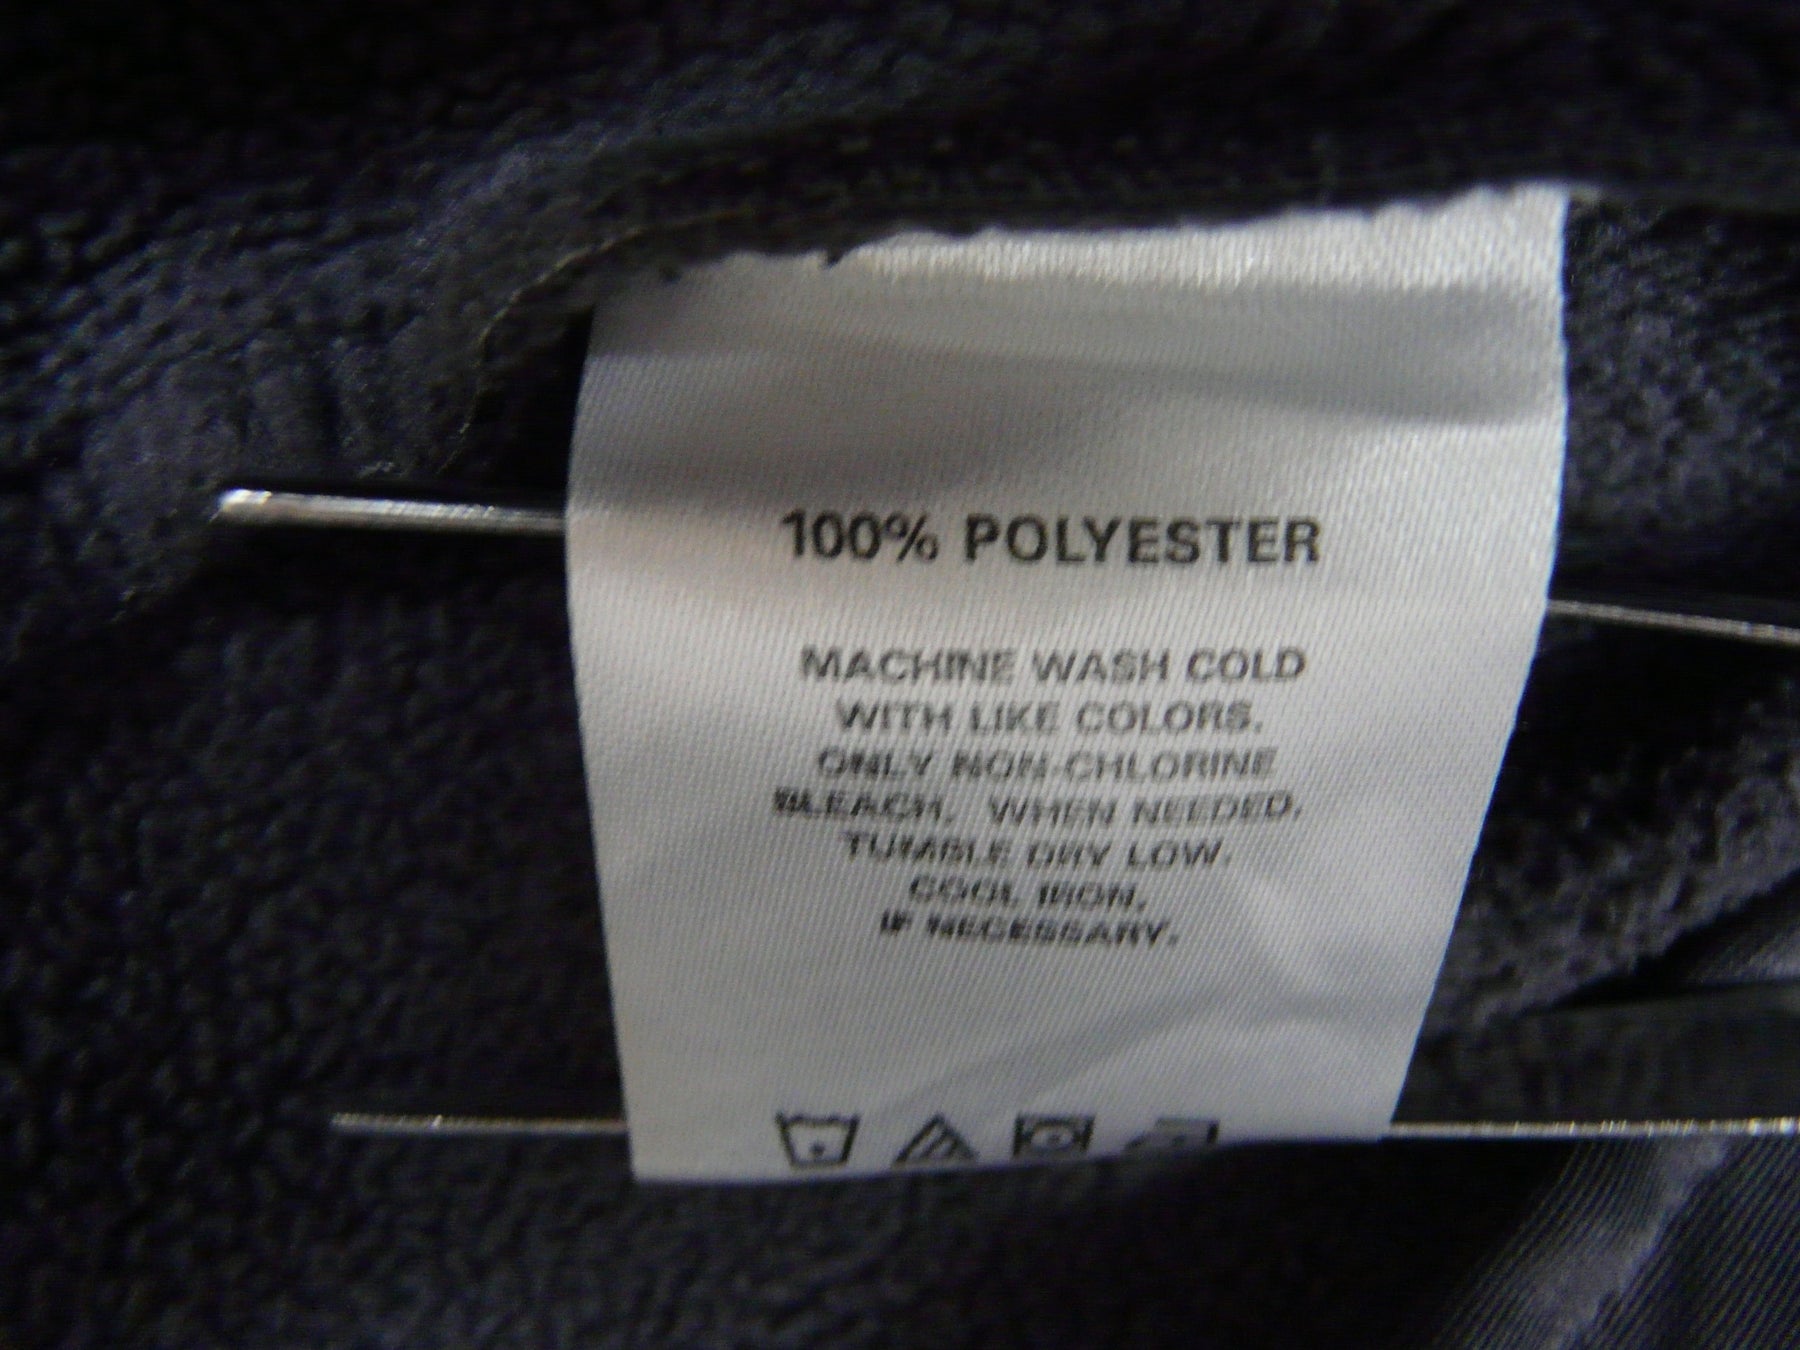 100% POLYESTER
MACHINE WASH COLD
WITH LIKE COLORS.
ONLY NON-CHLORINE
BLEACH, WHEN NEEDED.
TUMBLE DRY LOW.
COOL IRON,
IF NECESSARY.